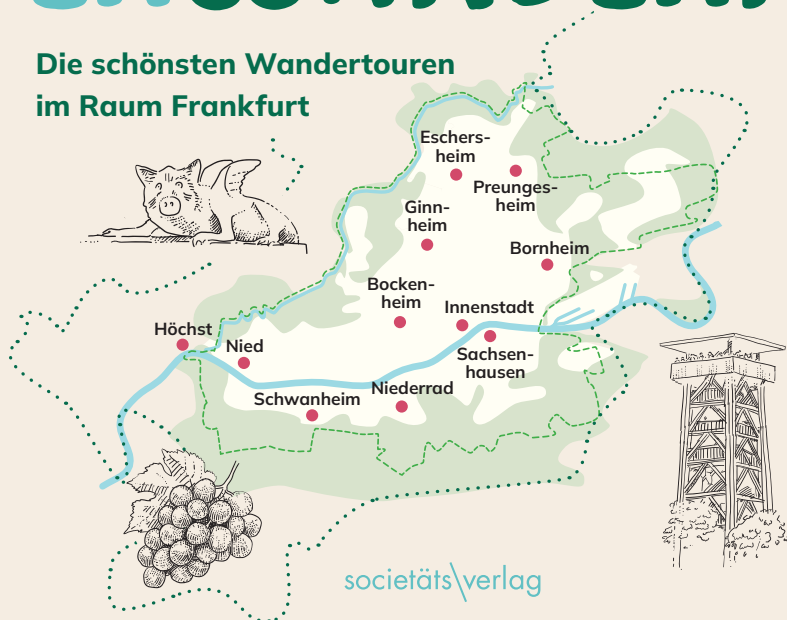 Die schönsten Wandertouren
im Raum Frankfurt
Eschers-
heim
Preunges-
heim
Ginn-
heim
Bornheim
Bocken-
heim
Innenstadt
Höchst
Nied
Sachsen-
hausen
Niederrad
Schwanheim
societäts\verlag